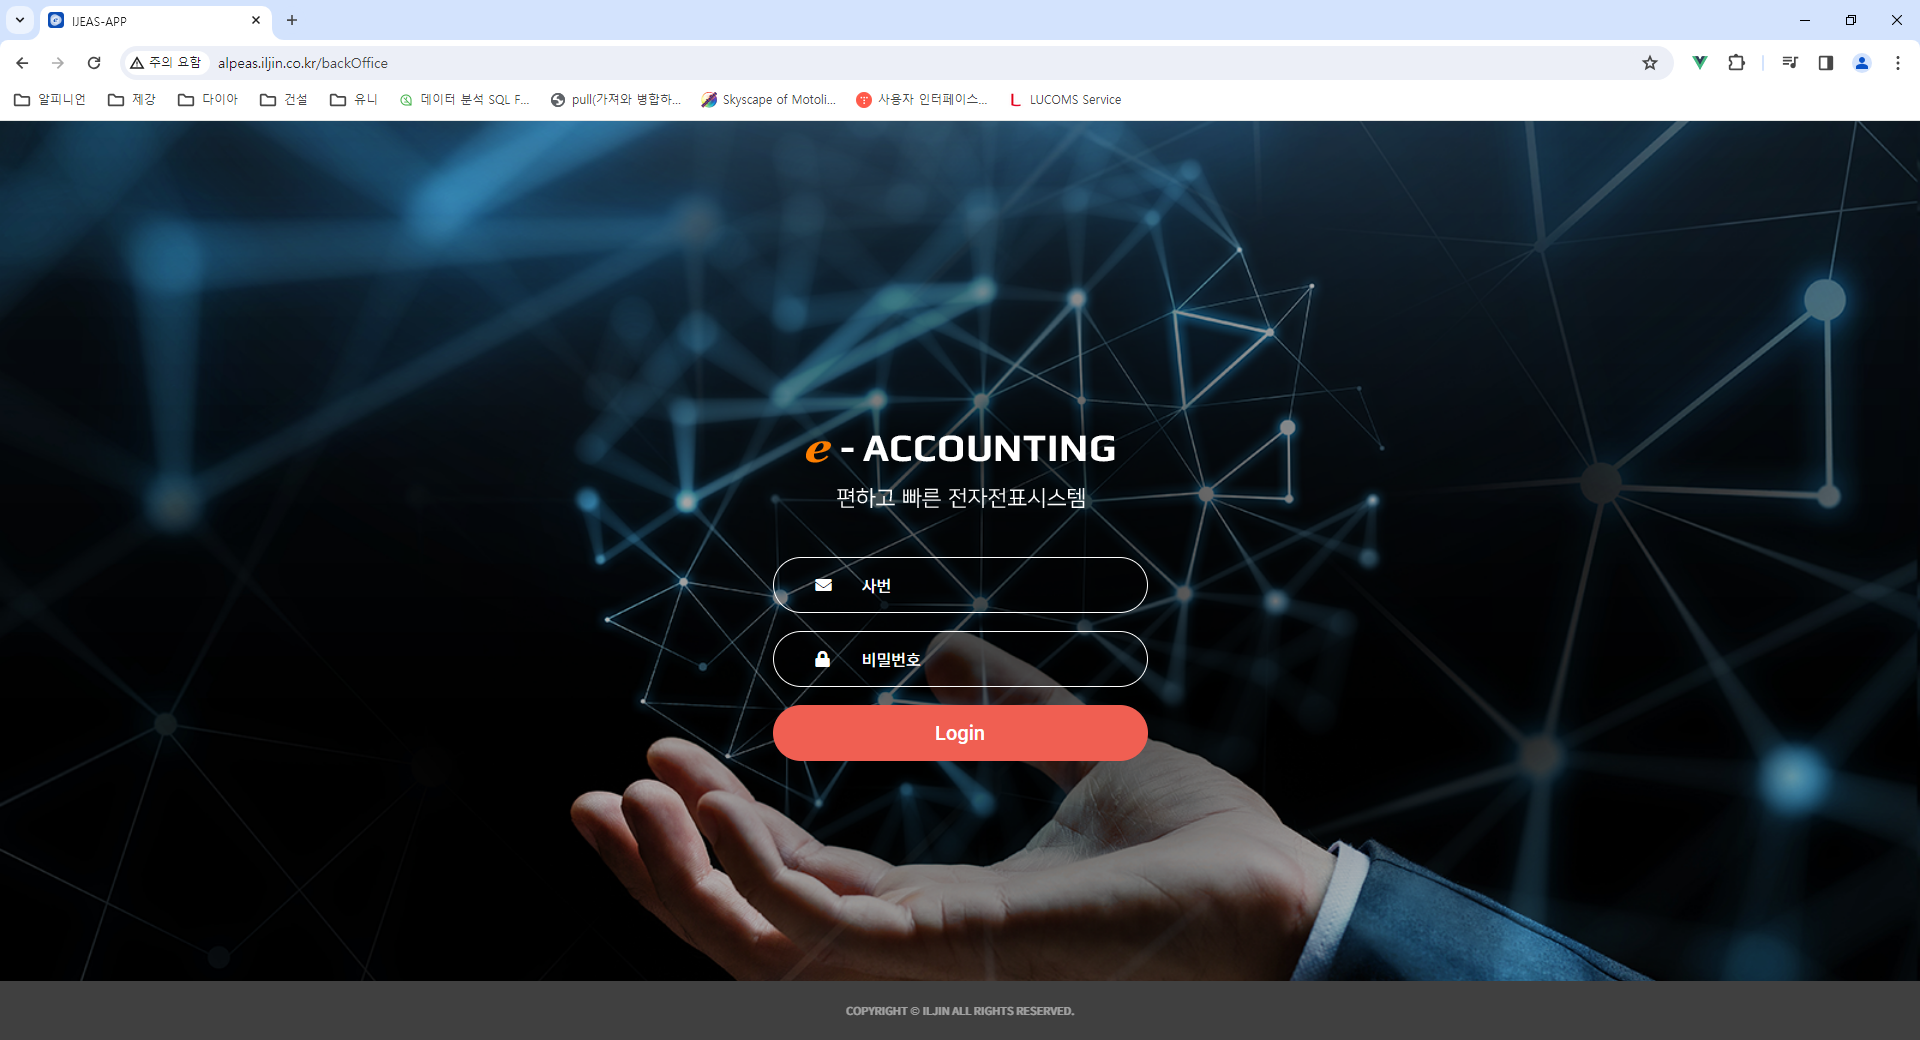 IJEAS-APP
주의 요함 alpeas.iljin.co.kr/backOffice
알피니언 제강 다이아 건설 유니 데이터 분석 SQL F... pull(가져와 병합하... Skyscape of Motoli... 사용자 인터페이스... LUCOMS Service
e - ACCOUNTING
편하고 빠른 전자전표시스템
사번
비밀번호
Login
COPYRIGHT © ILJIN ALL RIGHTS RESERVED.